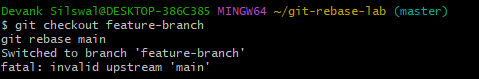 Devank Silswal@DESKTOP-386C385 MINGW64 ~/git-rebase-lab (master)
$ git checkout feature-branch
git rebase main
Switched to branch 'feature-branch'
fatal: invalid upstream 'main'